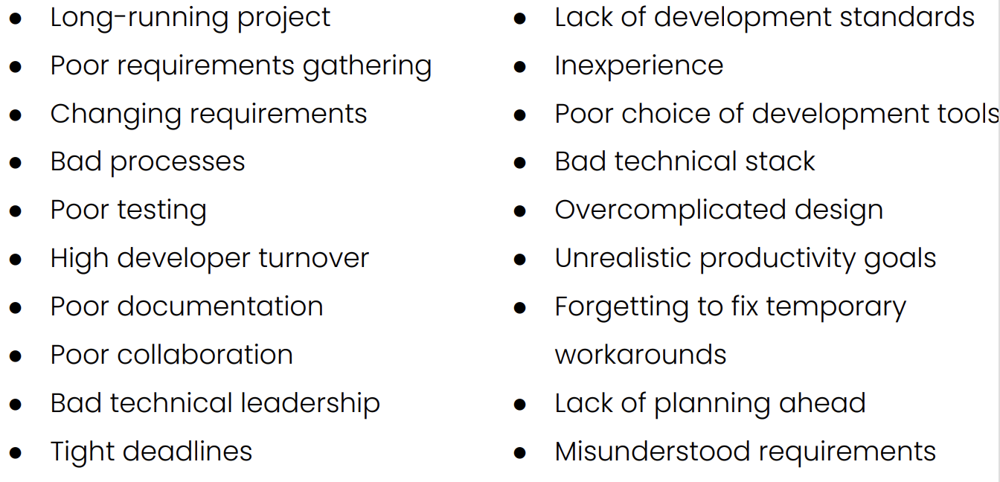 ● Long-running project
● Poor requirements gathering
● Changing requirements
● Bad processes
● Poor testing
● High developer turnover
● Poor documentation
● Poor collaboration
● Bad technical leadership
● Tight deadlines
● Lack of development standards
● Inexperience
● Poor choice of development tools
● Bad technical stack
● Overcomplicated design
● Unrealistic productivity goals
● Forgetting to fix temporary
workarounds
● Lack of planning ahead
● Misunderstood requirements